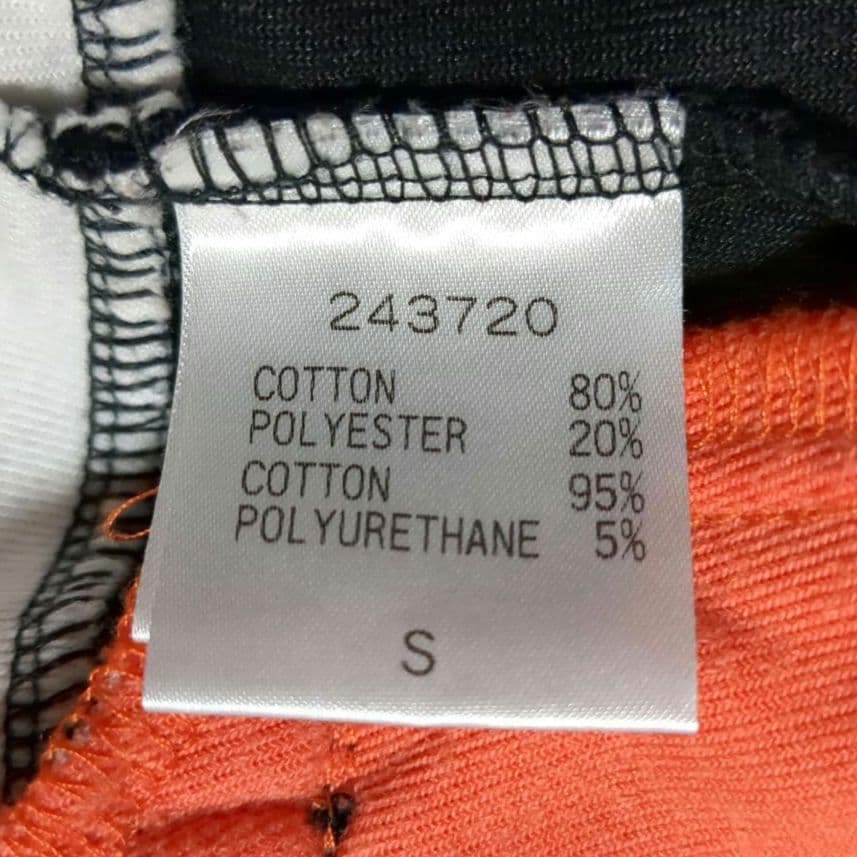 243720
COTTON 80%
POLYESTER 20%
COTTON 95%
POLYURETHANE 5%
S